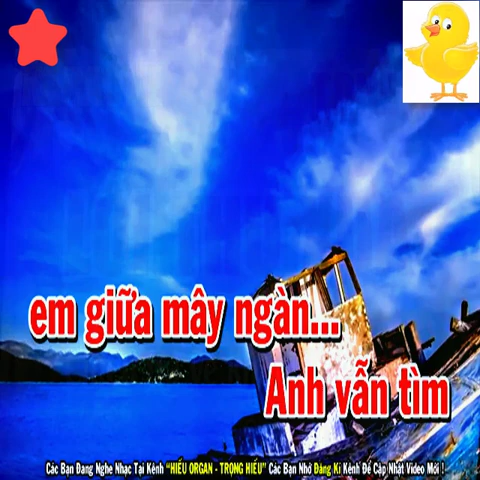 em giữa mây ngàn...
Anh vẫn tìm
Các Bạn Đang Nghe Nhạc Tại Kênh "HIẾU ORGAN - TRỌNG HIẾU" Các Bạn Nhớ Đăng Kí Kênh Để Cập Nhật Video Mới !